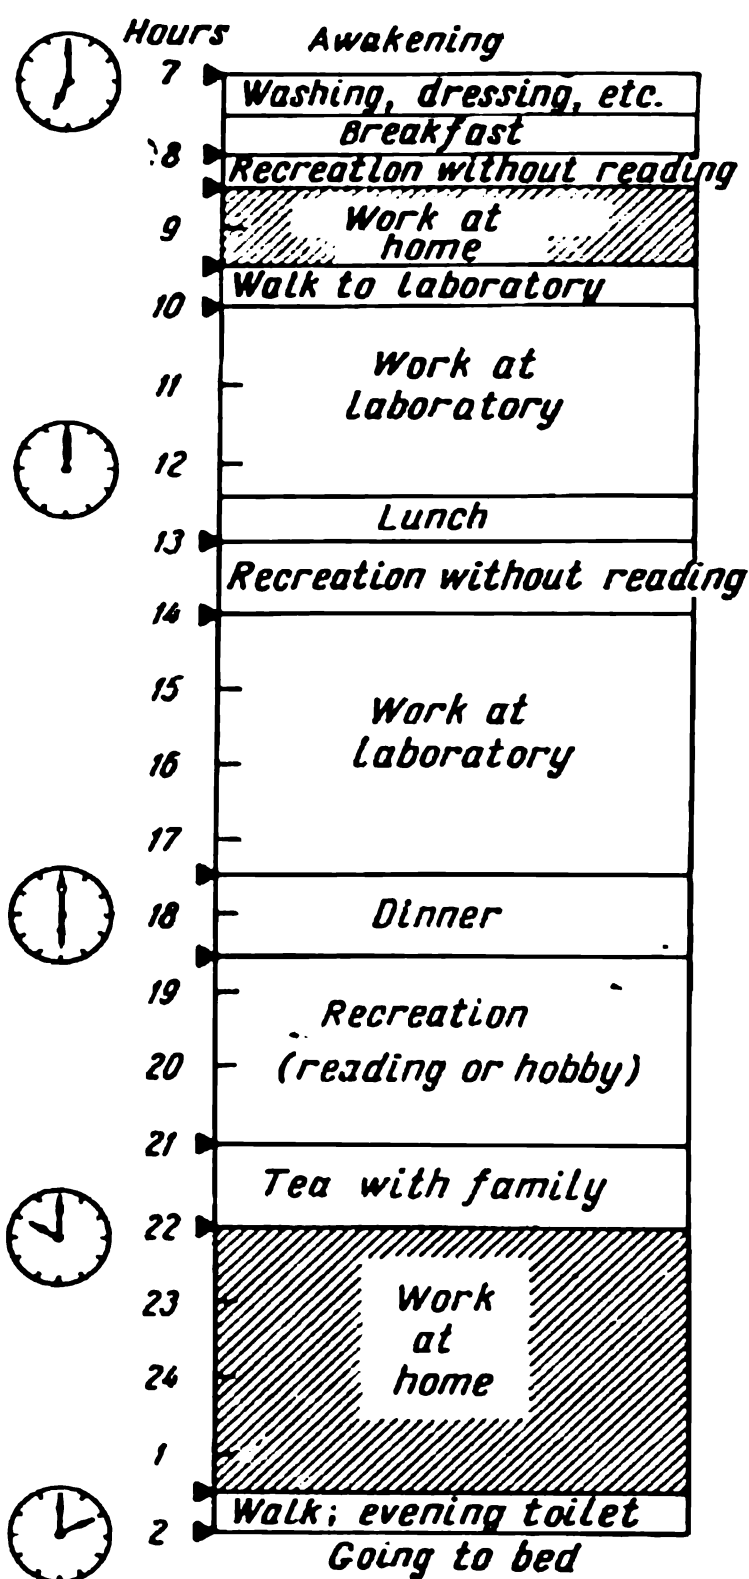 Hours Awakening
7
Washing, dressing, etc.
Breakfast
8
Recreation without reading
9
Work at
home
Walk to laboratory
10
Work at
11
laboratory
12
Lunch
13
Recreation without reading
14
15
Work at
16
laboratory
17
18
Dinner
19
Recreation
20
(reading or hobby)
21
Tea with family
22
23
Work
at
24
home
1
Walk; evening toilet
2
Going to bed